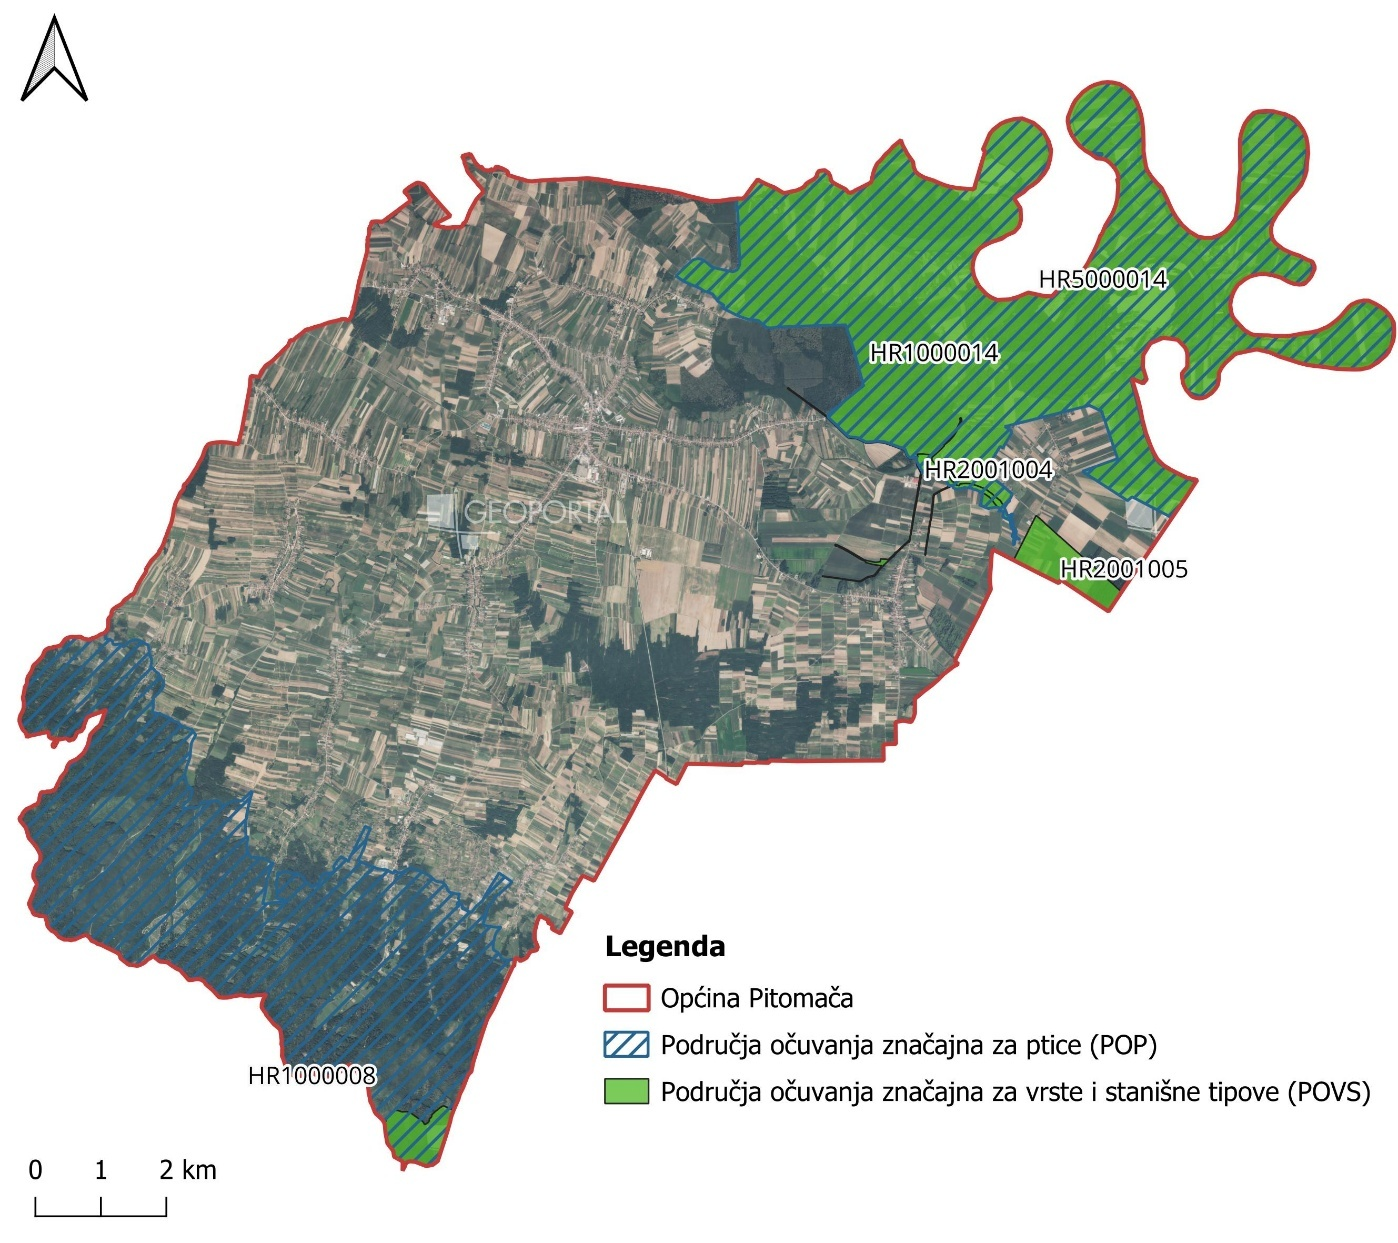 HR5000014
HR1000014
HR2001004
GEOPORTAL
HR2001005
Legenda
Općina Pitomača
Područja očuvanja značajna za ptice (POP)
HR1000008
Područja očuvanja značajna za vrste i stanišne tipove (POVS)
0 1 2 km